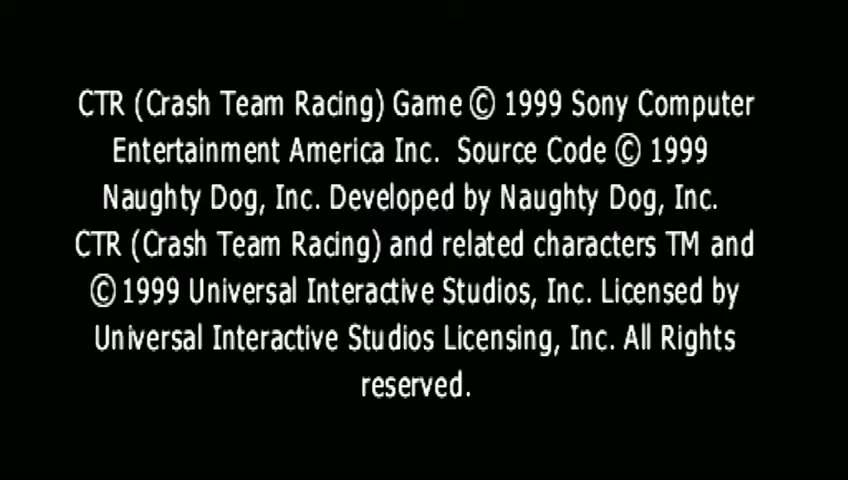 CTR (Crash Team Racing) Game © 1999 Sony Computer
Entertainment America Inc.  Source Code © 1999
Naughty Dog, Inc. Developed by Naughty Dog, Inc.
CTR (Crash Team Racing) and related characters TM and
© 1999 Universal Interactive Studios, Inc. Licensed by
Universal Interactive Studios Licensing, Inc. All Rights
reserved.